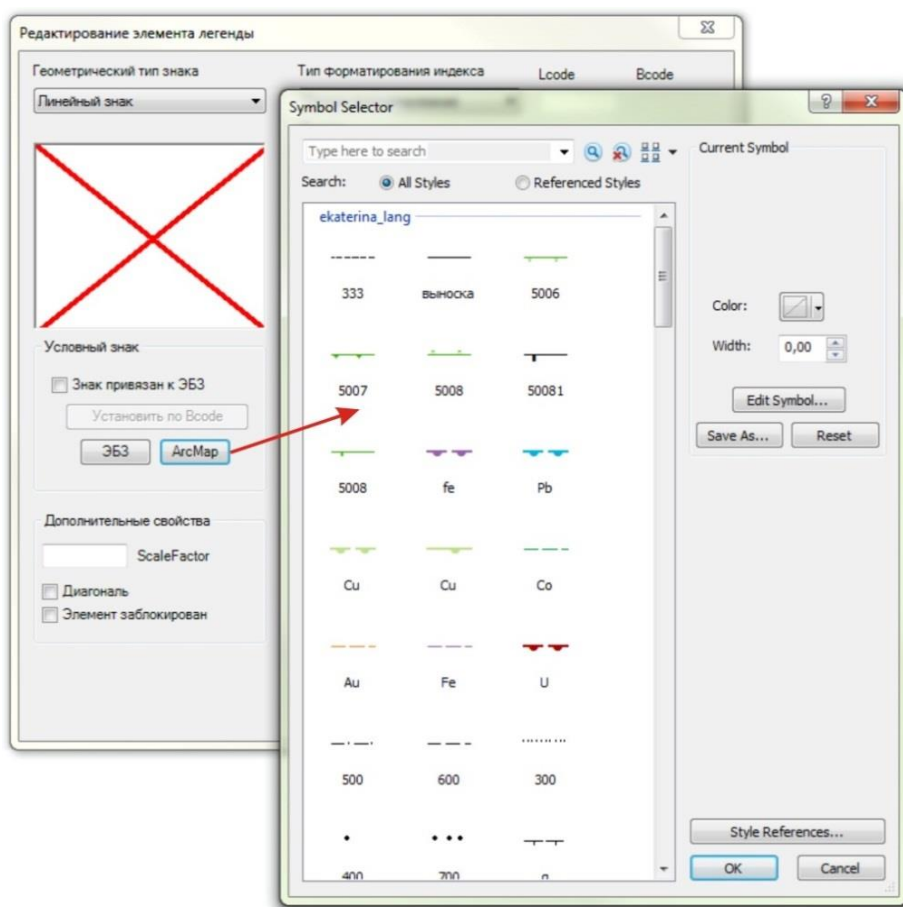 Редактирование элемента легенды
Геометрический тип знака
Тип форматирования индекса
Lcode
Bcode
Линейный знак
Условный знак
Знак привязан к ЭБЗ
Установить по Bcode
ЭБЗ
ArcMap
Дополнительные свойства
ScaleFactor
Диагональ
Элемент заблокирован
Symbol Selector
Type here to search
Search:
All Styles
Referenced Styles
ekaterina_lang
333 выноска 5006
5007 5008 50081
5008 fe Pb
Cu Cu Co
Au Fe U
500 600 300
400 700
Current Symbol
Color:
Width: 0,00
Edit Symbol...
Save As... Reset
Style References...
OK Cancel